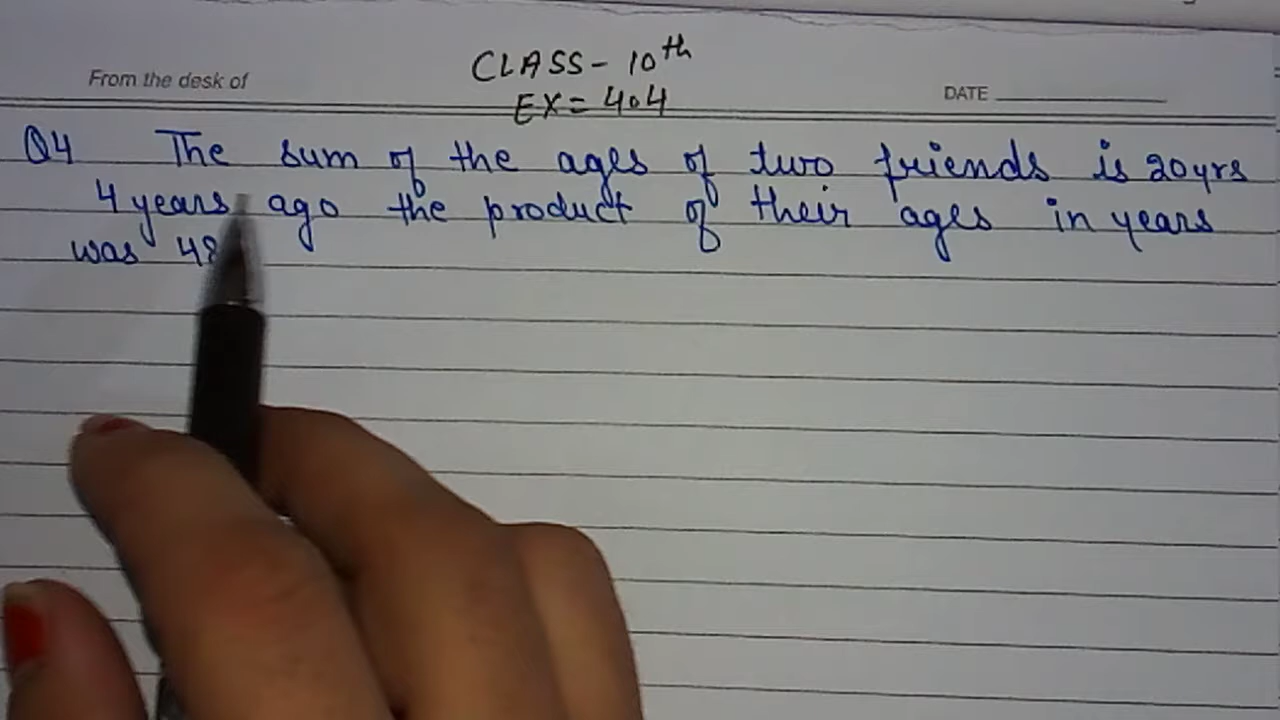 CLASS- 10th
From the desk of
DATE
EX = 4.4
Q4 The sum of the ages of two friends is 20yrs
4 years ago the product of their ages in years
was 48